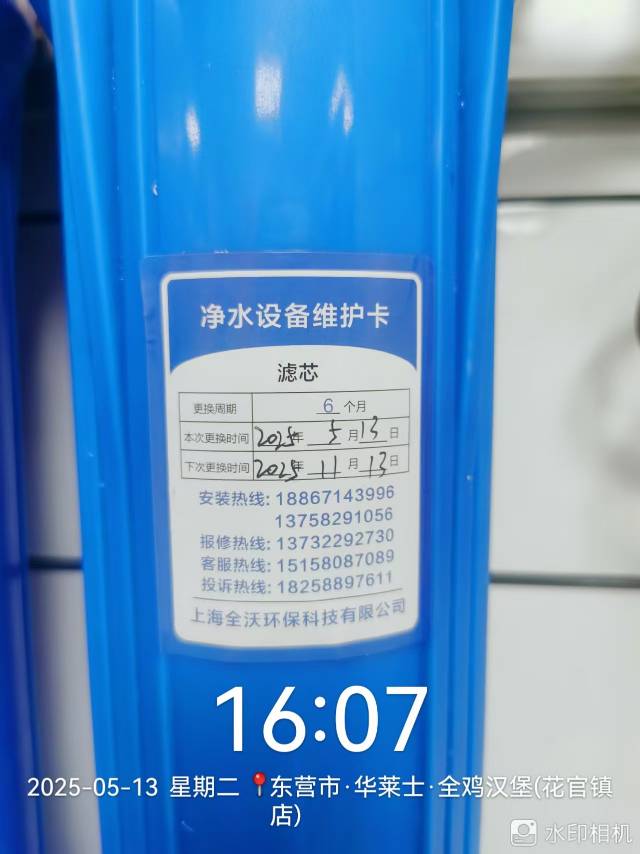 净水设备维护卡
滤芯
更换周期 6 个月
本次更换时间 2025年 5 月 13 日
下次更换时间 2025年 11 月 13 日
安装热线: 18867143996
13758291056
报修热线: 13732292730
客服热线: 15158087089
投诉热线: 18258897611
上海全沃环保科技有限公司
16:07
2025-05-13 星期二 📍东营市·华莱士·全鸡汉堡(花官镇
店)
水印相机